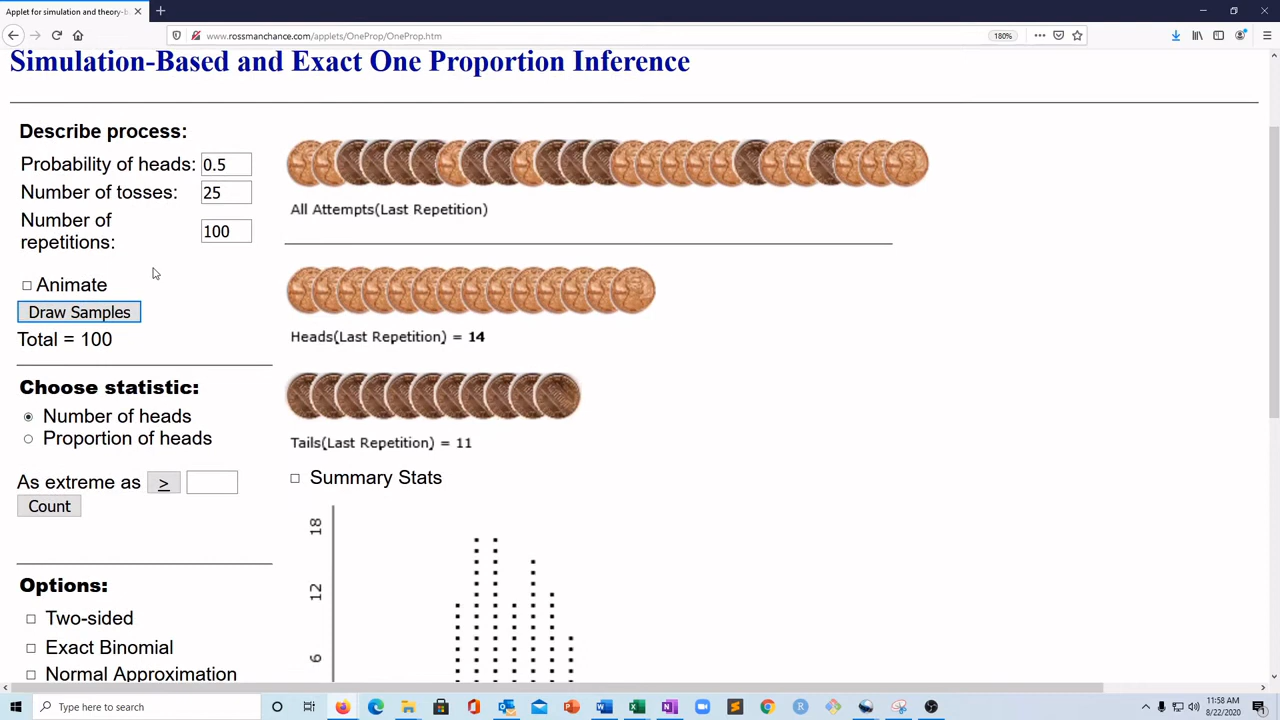 Applet for simulation and theory-b
www.rossmanchance.com/applets/OneProp/OneProp.htm
180%
Simulation-Based and Exact One Proportion Inference
Describe process:
Probability of heads: 0.5
Number of tosses: 25
Number of
repetitions: 100
Animate
Draw Samples
Total = 100
Choose statistic:
Number of heads
Proportion of heads
As extreme as ≥
Count
Options:
Two-sided
Exact Binomial
Normal Approximation
All Attempts(Last Repetition)
Heads(Last Repetition) = 14
Tails(Last Repetition) = 11
Summary Stats
18
12
6
Type here to search
11:58 AM
8/22/2020